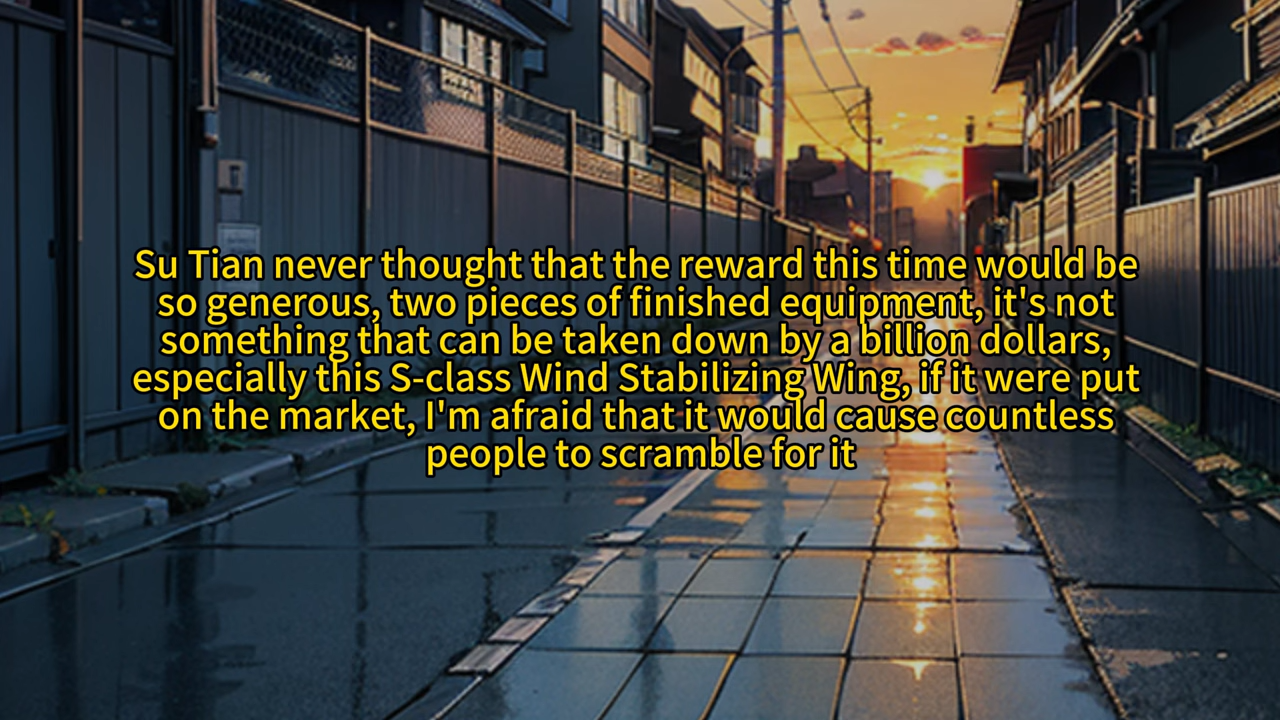 Su Tian never thought that the reward this time would be
so generous, two pieces of finished equipment, it's not
something that can be taken down by a billion dollars,
especially this S-class Wind Stabilizing Wing, if it were put
on the market, I'm afraid that it would cause countless
people to scramble for it